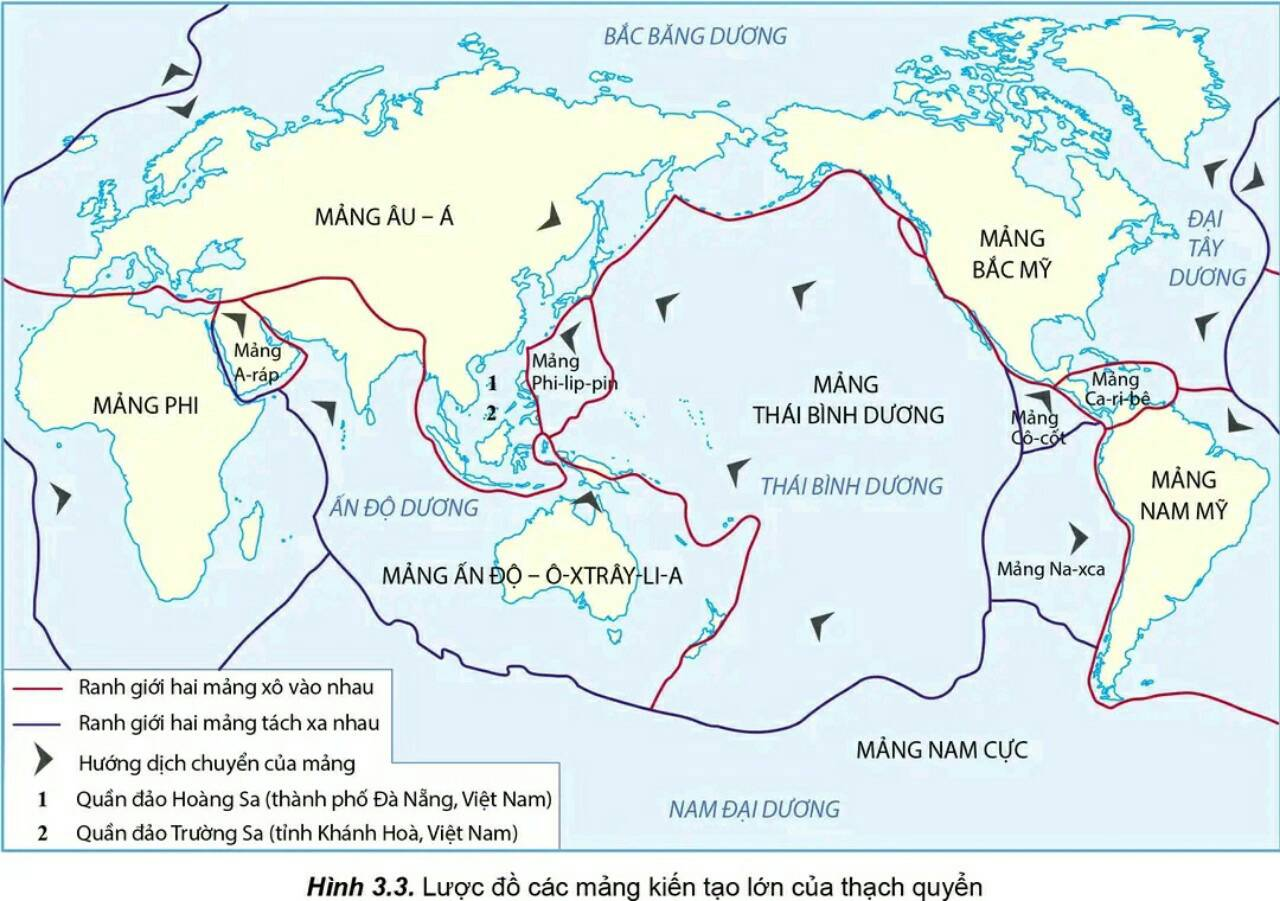 BẮC BĂNG DƯƠNG
MẢNG ÂU – Á
MẢNG
BẮC MỸ
ĐẠI
TÂY
DƯƠNG
Mảng
A-ráp
MẢNG PHI
1
2
Mảng
Phi-lip-pin
MẢNG
THÁI BÌNH DƯƠNG
Mảng
Ca-ri-bê
Mảng
Cô-cốt
THÁI BÌNH DƯƠNG
MẢNG
NAM MỸ
ẤN ĐỘ DƯƠNG
MẢNG ẤN ĐỘ – Ô-XTRÂY-LI-A
Mảng Na-xca
MẢNG NAM CỰC
NAM ĐẠI DƯƠNG
Ranh giới hai mảng xô vào nhau
Ranh giới hai mảng tách xa nhau
Hướng dịch chuyển của mảng
1 Quần đảo Hoàng Sa (thành phố Đà Nẵng, Việt Nam)
2 Quần đảo Trường Sa (tỉnh Khánh Hoà, Việt Nam)
Hình 3.3. Lược đồ các mảng kiến tạo lớn của thạch quyển